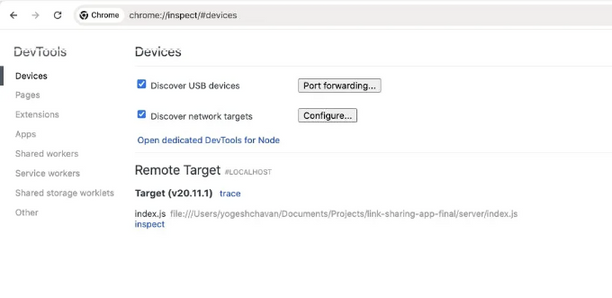 Chrome chrome://inspect/#devices
DevTools
Devices
Pages
Extensions
Apps
Shared workers
Service workers
Shared storage worklets
Other
Devices
Discover USB devices Port forwarding...
Discover network targets Configure...
Open dedicated DevTools for Node
Remote Target #LOCALHOST
Target (v20.11.1) trace
index.js file:///Users/yogeshchavan/Documents/Projects/link-sharing-app-final/server/index.js
inspect